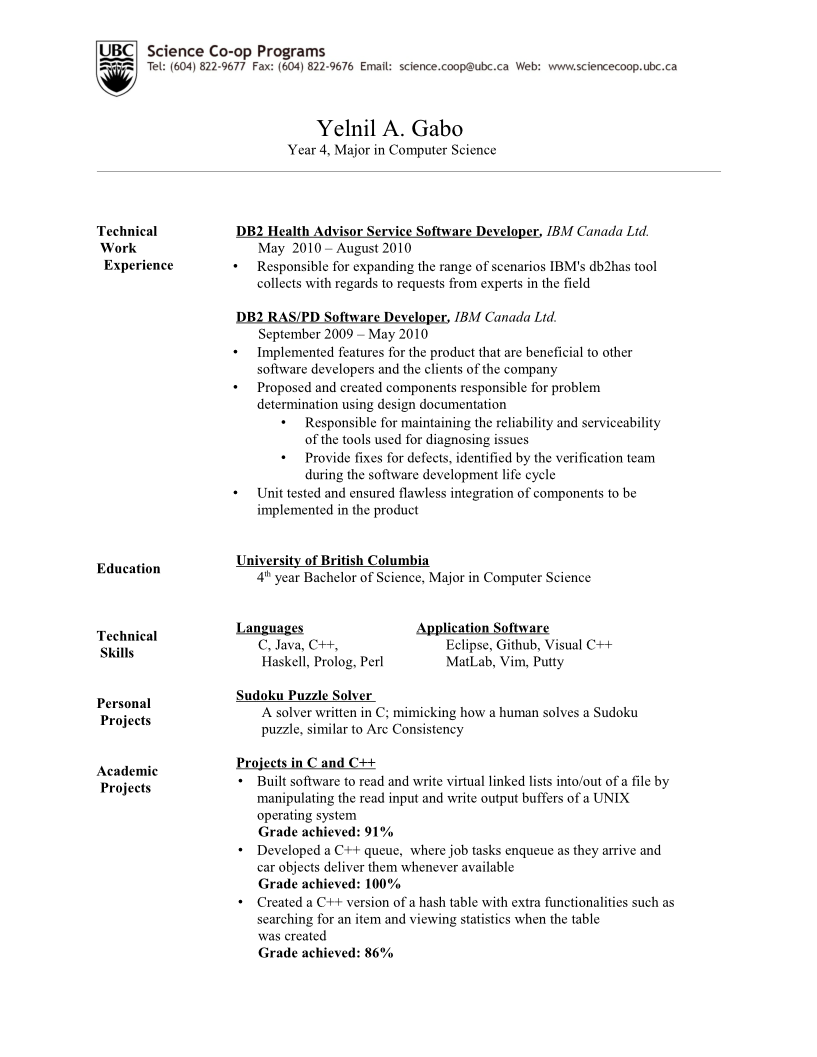 UBC
Science Co-op Programs
Tel: (604) 822-9677 Fax: (604) 822-9676 Email: science.coop@ubc.ca Web: www.sciencecoop.ubc.ca
Yelnil A. Gabo
Year 4, Major in Computer Science
Technical
Work
Experience
DB2 Health Advisor Service Software Developer, IBM Canada Ltd.
May 2010 – August 2010
• Responsible for expanding the range of scenarios IBM's db2has tool
collects with regards to requests from experts in the field
DB2 RAS/PD Software Developer, IBM Canada Ltd.
September 2009 – May 2010
• Implemented features for the product that are beneficial to other
software developers and the clients of the company
• Proposed and created components responsible for problem
determination using design documentation
• Responsible for maintaining the reliability and serviceability
of the tools used for diagnosing issues
• Provide fixes for defects, identified by the verification team
during the software development life cycle
• Unit tested and ensured flawless integration of components to be
implemented in the product
Education
University of British Columbia
4th year Bachelor of Science, Major in Computer Science
Technical
Skills
Languages
C, Java, C++,
Haskell, Prolog, Perl
Application Software
Eclipse, Github, Visual C++
MatLab, Vim, Putty
Personal
Projects
Sudoku Puzzle Solver
A solver written in C; mimicking how a human solves a Sudoku
puzzle, similar to Arc Consistency
Academic
Projects
Projects in C and C++
• Built software to read and write virtual linked lists into/out of a file by
manipulating the read input and write output buffers of a UNIX
operating system
Grade achieved: 91%
• Developed a C++ queue, where job tasks enqueue as they arrive and
car objects deliver them whenever available
Grade achieved: 100%
• Created a C++ version of a hash table with extra functionalities such as
searching for an item and viewing statistics when the table
was created
Grade achieved: 86%